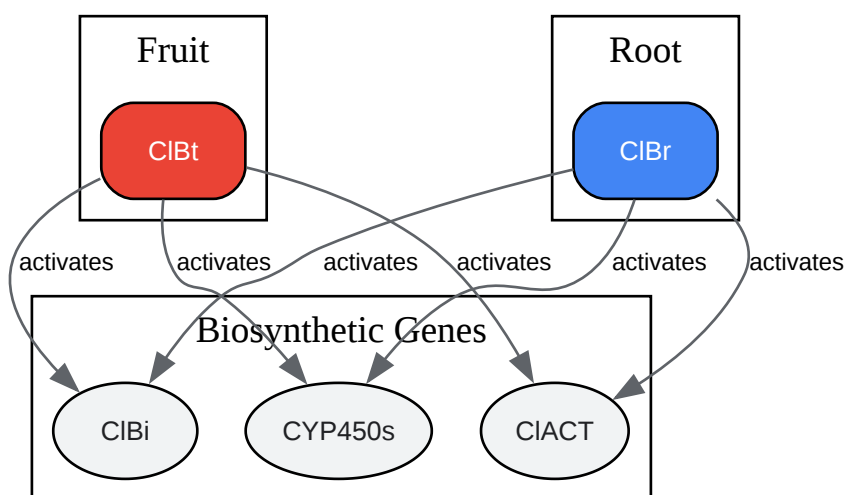 Fruit
Root
ClBt
ClBr
activates
activates
activates
activates
activates
activates
Biosynthetic Genes
ClBi
CYP450s
ClACT